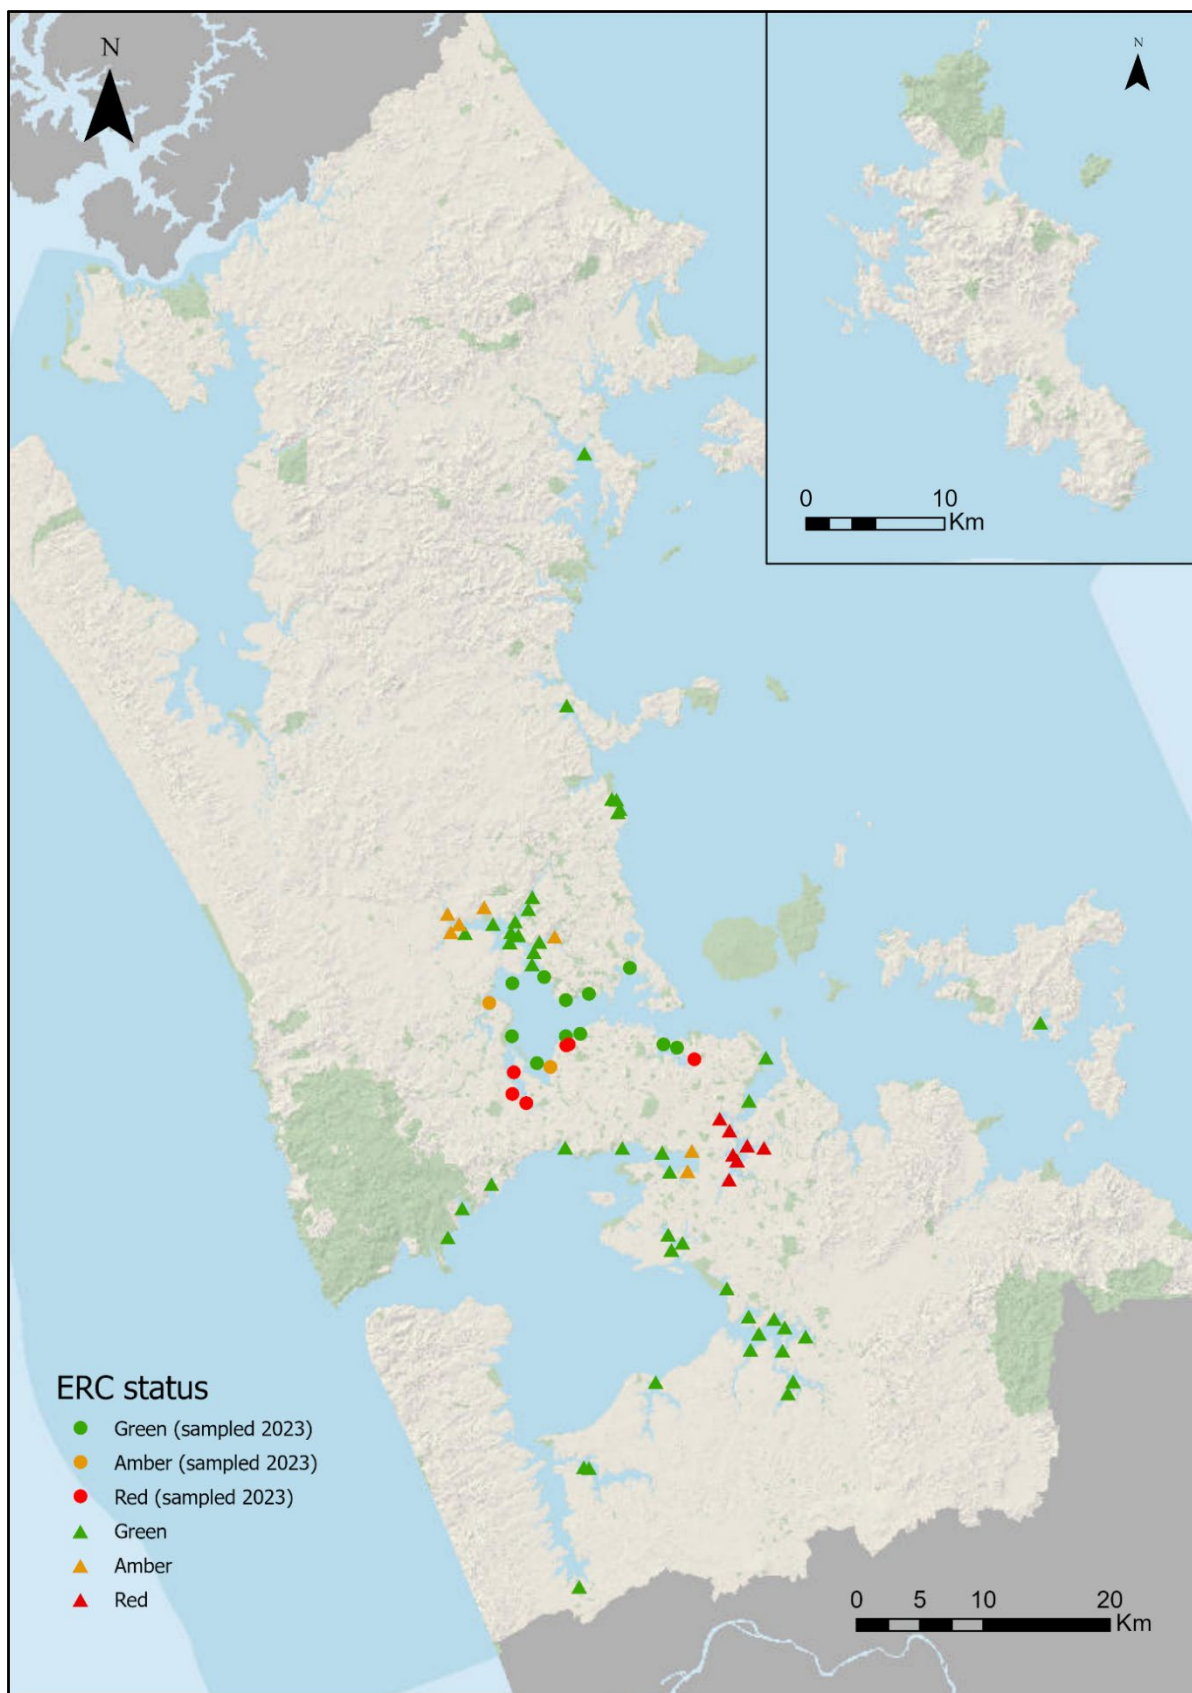 N
N
0 10
Km
ERC status
Green (sampled 2023)
Amber (sampled 2023)
Red (sampled 2023)
Green
Amber
Red
0 5 10 20
Km